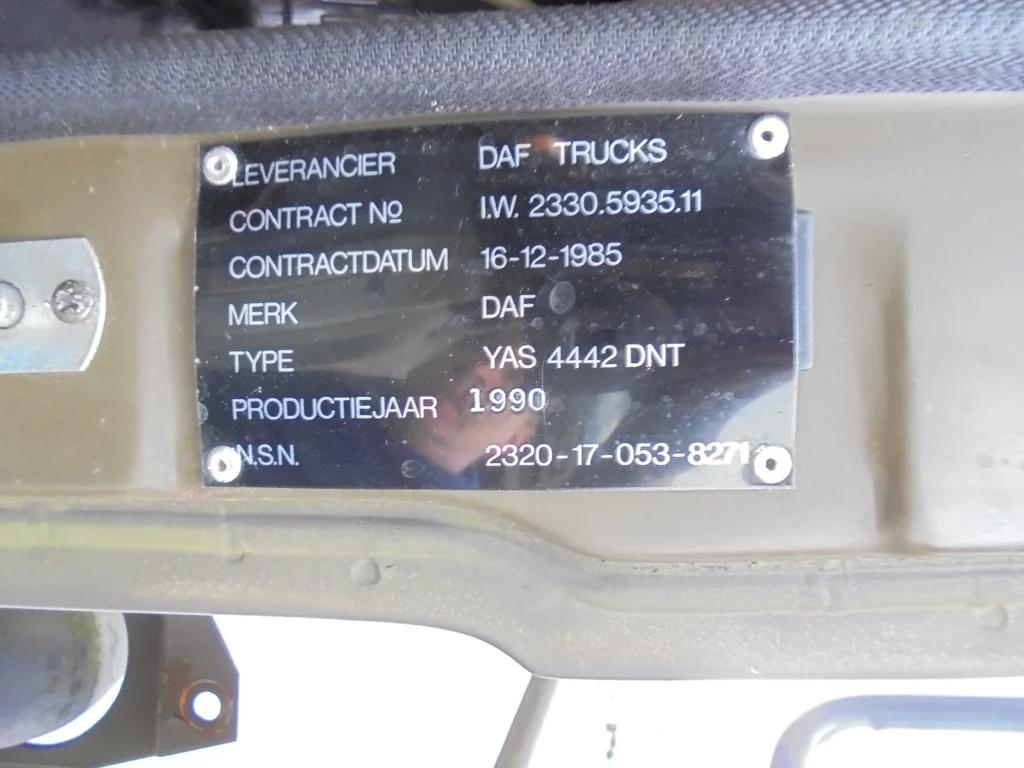 LEVERANCIER DAF TRUCKS
CONTRACT Nº I.W. 2330.5935.11
CONTRACTDATUM 16-12-1985
MERK DAF
TYPE YAS 4442 DNT
PRODUCTIEJAAR 1990
N.S.N. 2320-17-053-8271